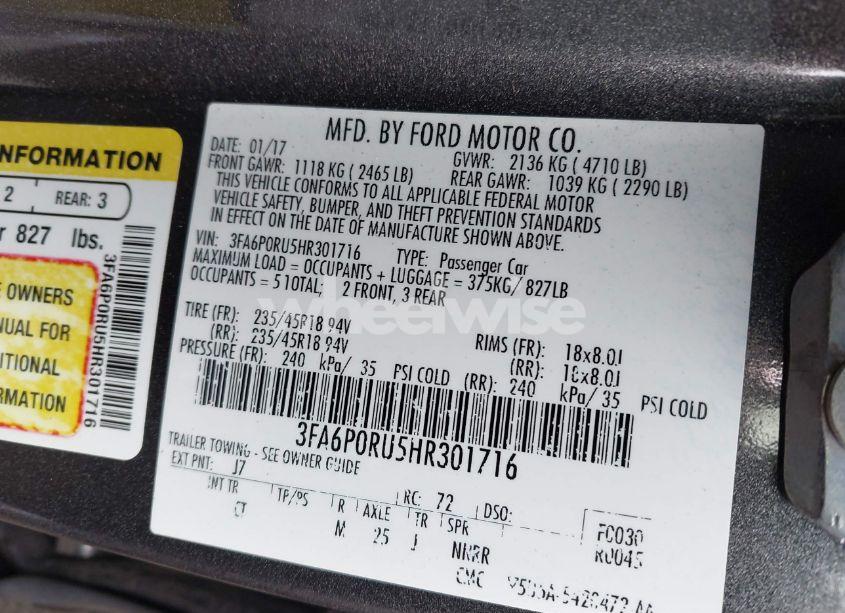 MFD. BY FORD MOTOR CO.
DATE: 01/17 GVWR: 2136 KG ( 4710 LB)
FRONT GAWR: 1118 KG ( 2465 LB) REAR GAWR: 1039 KG ( 2290 LB)
THIS VEHICLE CONFORMS TO ALL APPLICABLE FEDERAL MOTOR
VEHICLE SAFETY, BUMPER, AND THEFT PREVENTION STANDARDS
IN EFFECT ON THE DATE OF MANUFACTURE SHOWN ABOVE.
VIN: 3FA6P0RU5HR301716 TYPE: Passenger Car
MAXIMUM LOAD = OCCUPANTS + LUGGAGE = 375KG/ 827LB
OCCUPANTS = 5 TOTAL: 2 FRONT, 3 REAR
TIRE (FR): 235/45R18 94V RIMS (FR): 18x8.0J
(RR): 235/45R18 94V (RR): 18x8.0J
PRESSURE (FR): 240 kPa/ 35 PSI COLD (RR): 240 kPa/ 35 PSI COLD
3FA6P0RU5HR301716
TRAILER TOWING - SEE OWNER GUIDE
EXT PNT: J7 RC: 72 DSO: FC030
INT TR TP/PS R AXLE TR SPR R0045
CT M 25 J NNRR
CMC
INFORMATION
2 REAR: 3
r 827 lbs.
E OWNERS
NUAL FOR
DITIONAL
ORMATION
3FA6P0RU5HR301716
wheelwise